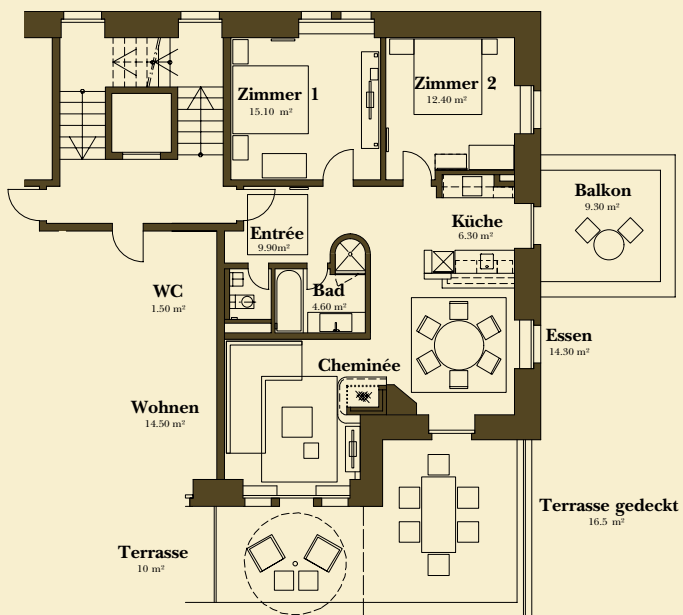 Zimmer 1
15.10 m²
Zimmer 2
12.40 m²
Balkon
9.30 m²
Küche
6.30 m²
Entrée
9.90m²
WC
1.50 m²
Bad
4.60 m²
Essen
14.30 m²
Cheminée
Wohnen
14.50 m²
Terrasse gedeckt
16.5 m²
Terrasse
10 m²